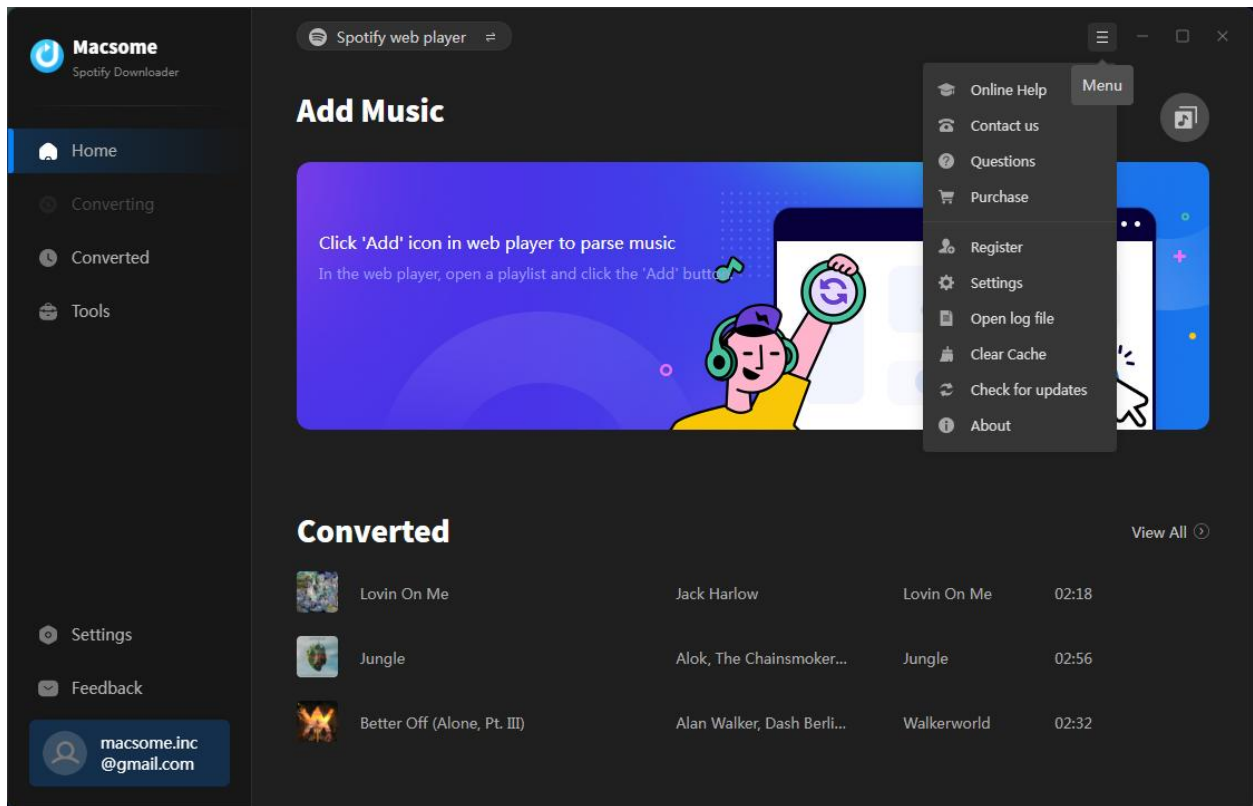 Macsome
Spotify Downloader
Home
Converting
Converted
Tools
Settings
Feedback
macsome.inc
@gmail.com
Spotify web player
Menu
Online Help
Contact us
Questions
Purchase
Register
Settings
Open log file
Clear Cache
Check for updates
About
Add Music
Click 'Add' icon in web player to parse music
In the web player, open a playlist and click the 'Add' button
Converted
View All
Lovin On Me Jack Harlow Lovin On Me 02:18
Jungle Alok, The Chainsmoker... Jungle 02:56
Better Off (Alone, Pt. III) Alan Walker, Dash Berli... Walkerworld 02:32